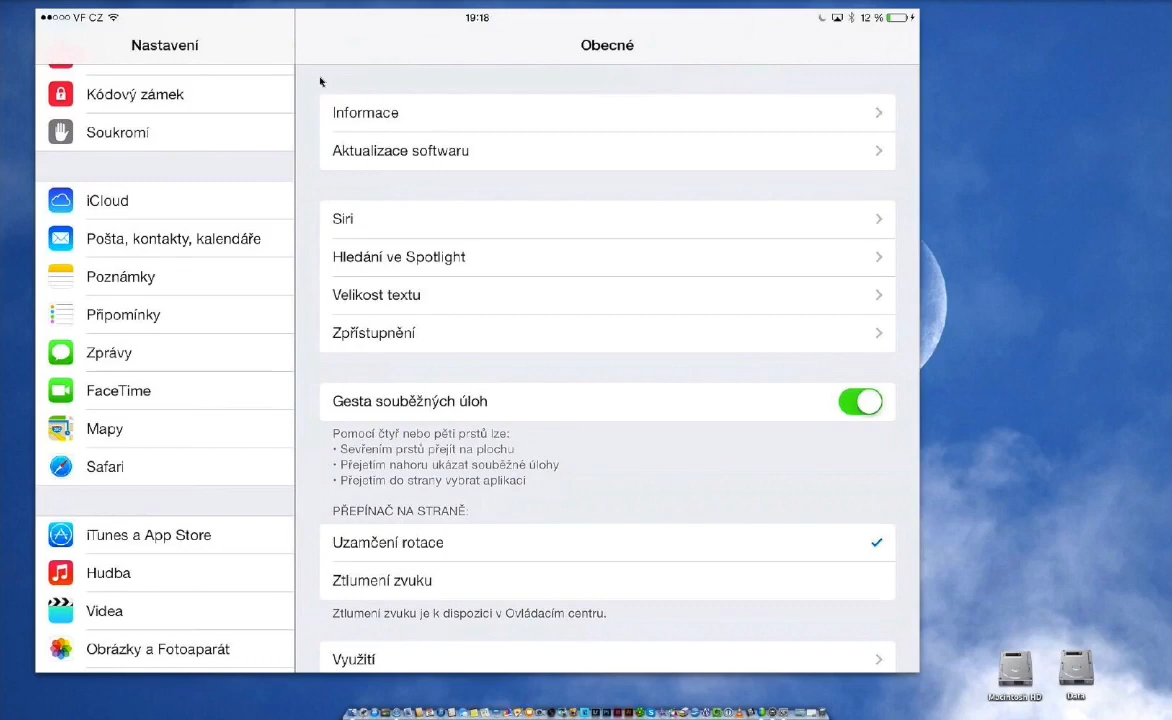 VF CZ
19:18
12 %
Nastavení
Obecné
Kódový zámek
Soukromí
iCloud
Pošta, kontakty, kalendáře
Poznámky
Připomínky
Zprávy
FaceTime
Mapy
Safari
iTunes a App Store
Hudba
Videa
Obrázky a Fotoaparát
Informace
Aktualizace softwaru
Siri
Hledání ve Spotlight
Velikost textu
Zpřístupnění
Gesta souběžných úloh
Pomocí čtyř nebo pěti prstů lze:
• Sevřením prstů přejít na plochu
• Přejetím nahoru ukázat souběžné úlohy
• Přejetím do strany vybrat aplikaci
PŘEPÍNAČ NA STRANĚ:
Uzamčení rotace
Ztlumení zvuku
Ztlumení zvuku je k dispozici v Ovládacím centru.
Využití
Macintosh HD
Data